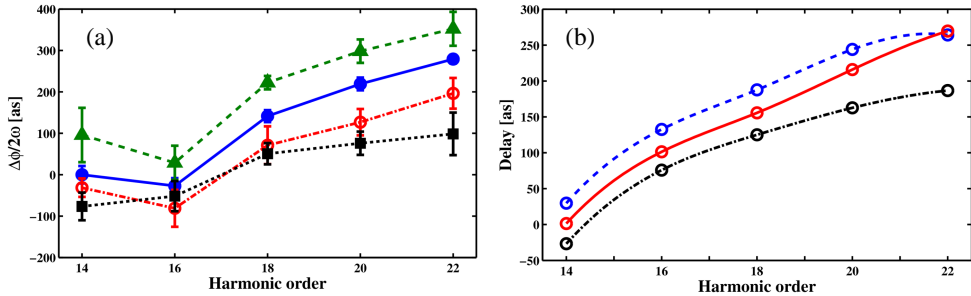 (a)
Δϕ/2ω [as]
400
300
200
100
0
−100
−200
14 16 18 20 22
Harmonic order
(b)
Delay [as]
300
250
200
150
100
50
0
−50
14 16 18 20 22
Harmonic order